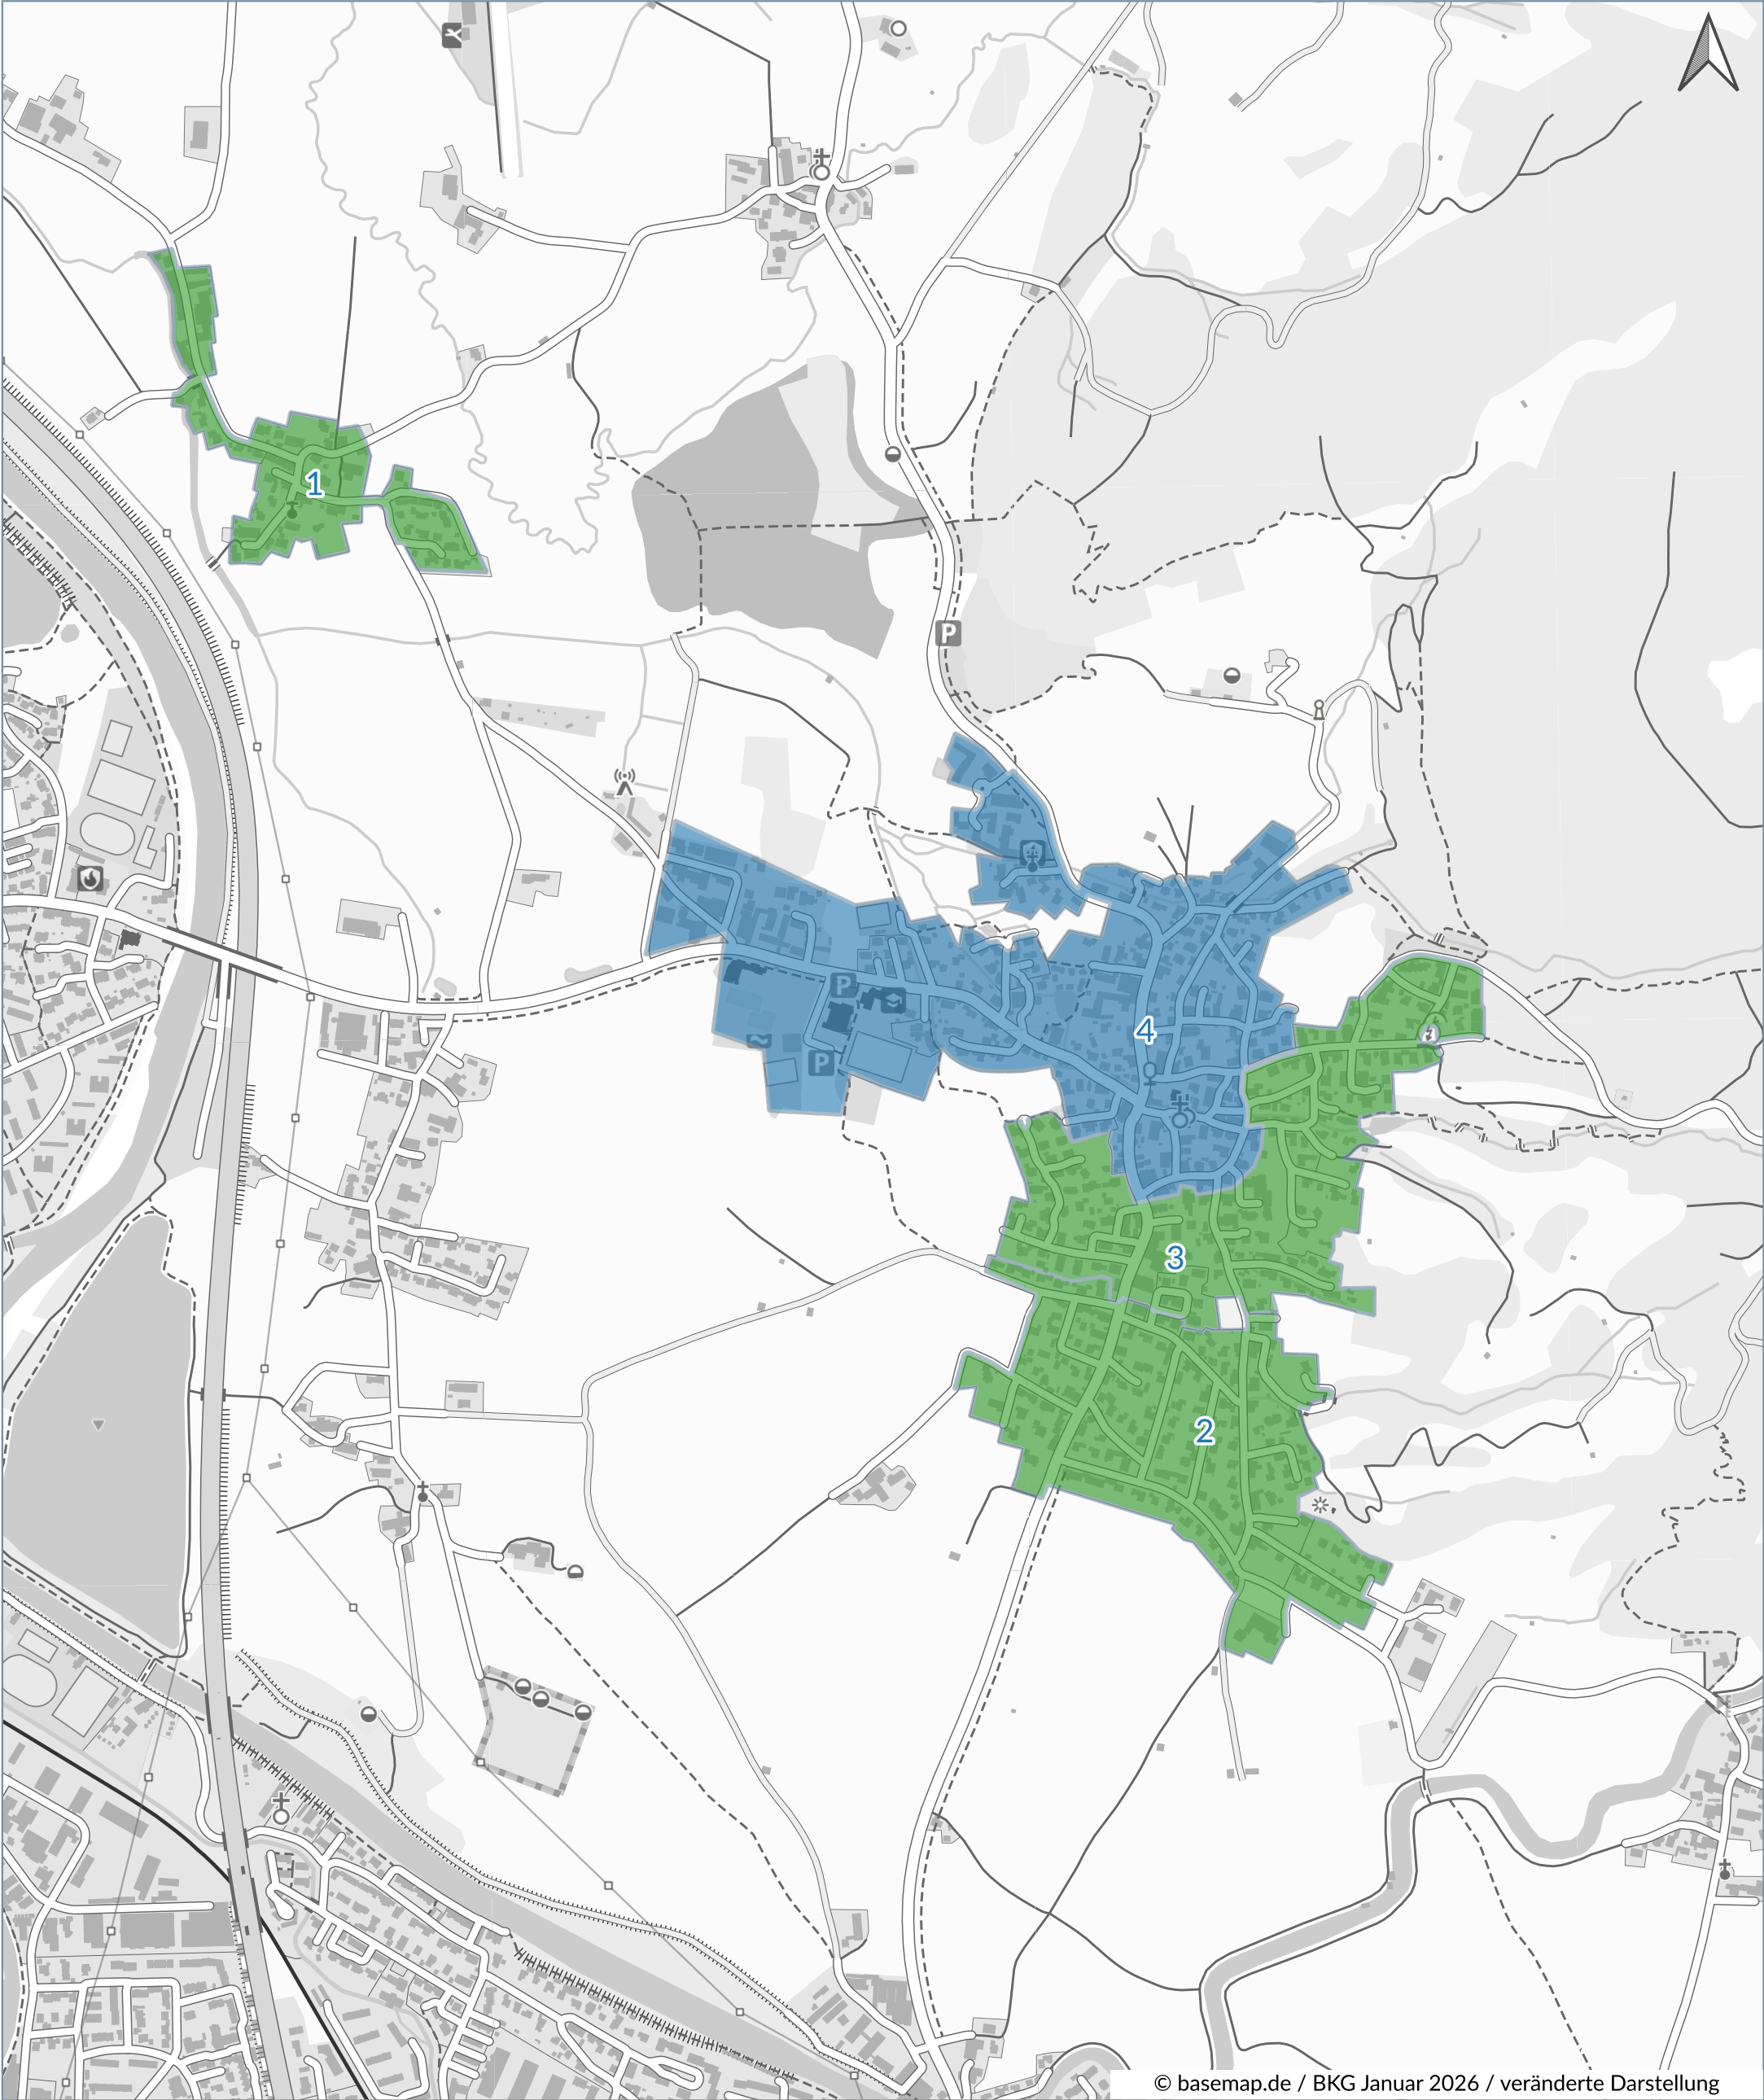 1
P
P
4
P
3
2
© basemap.de / BKG Januar 2026 / veränderte Darstellung